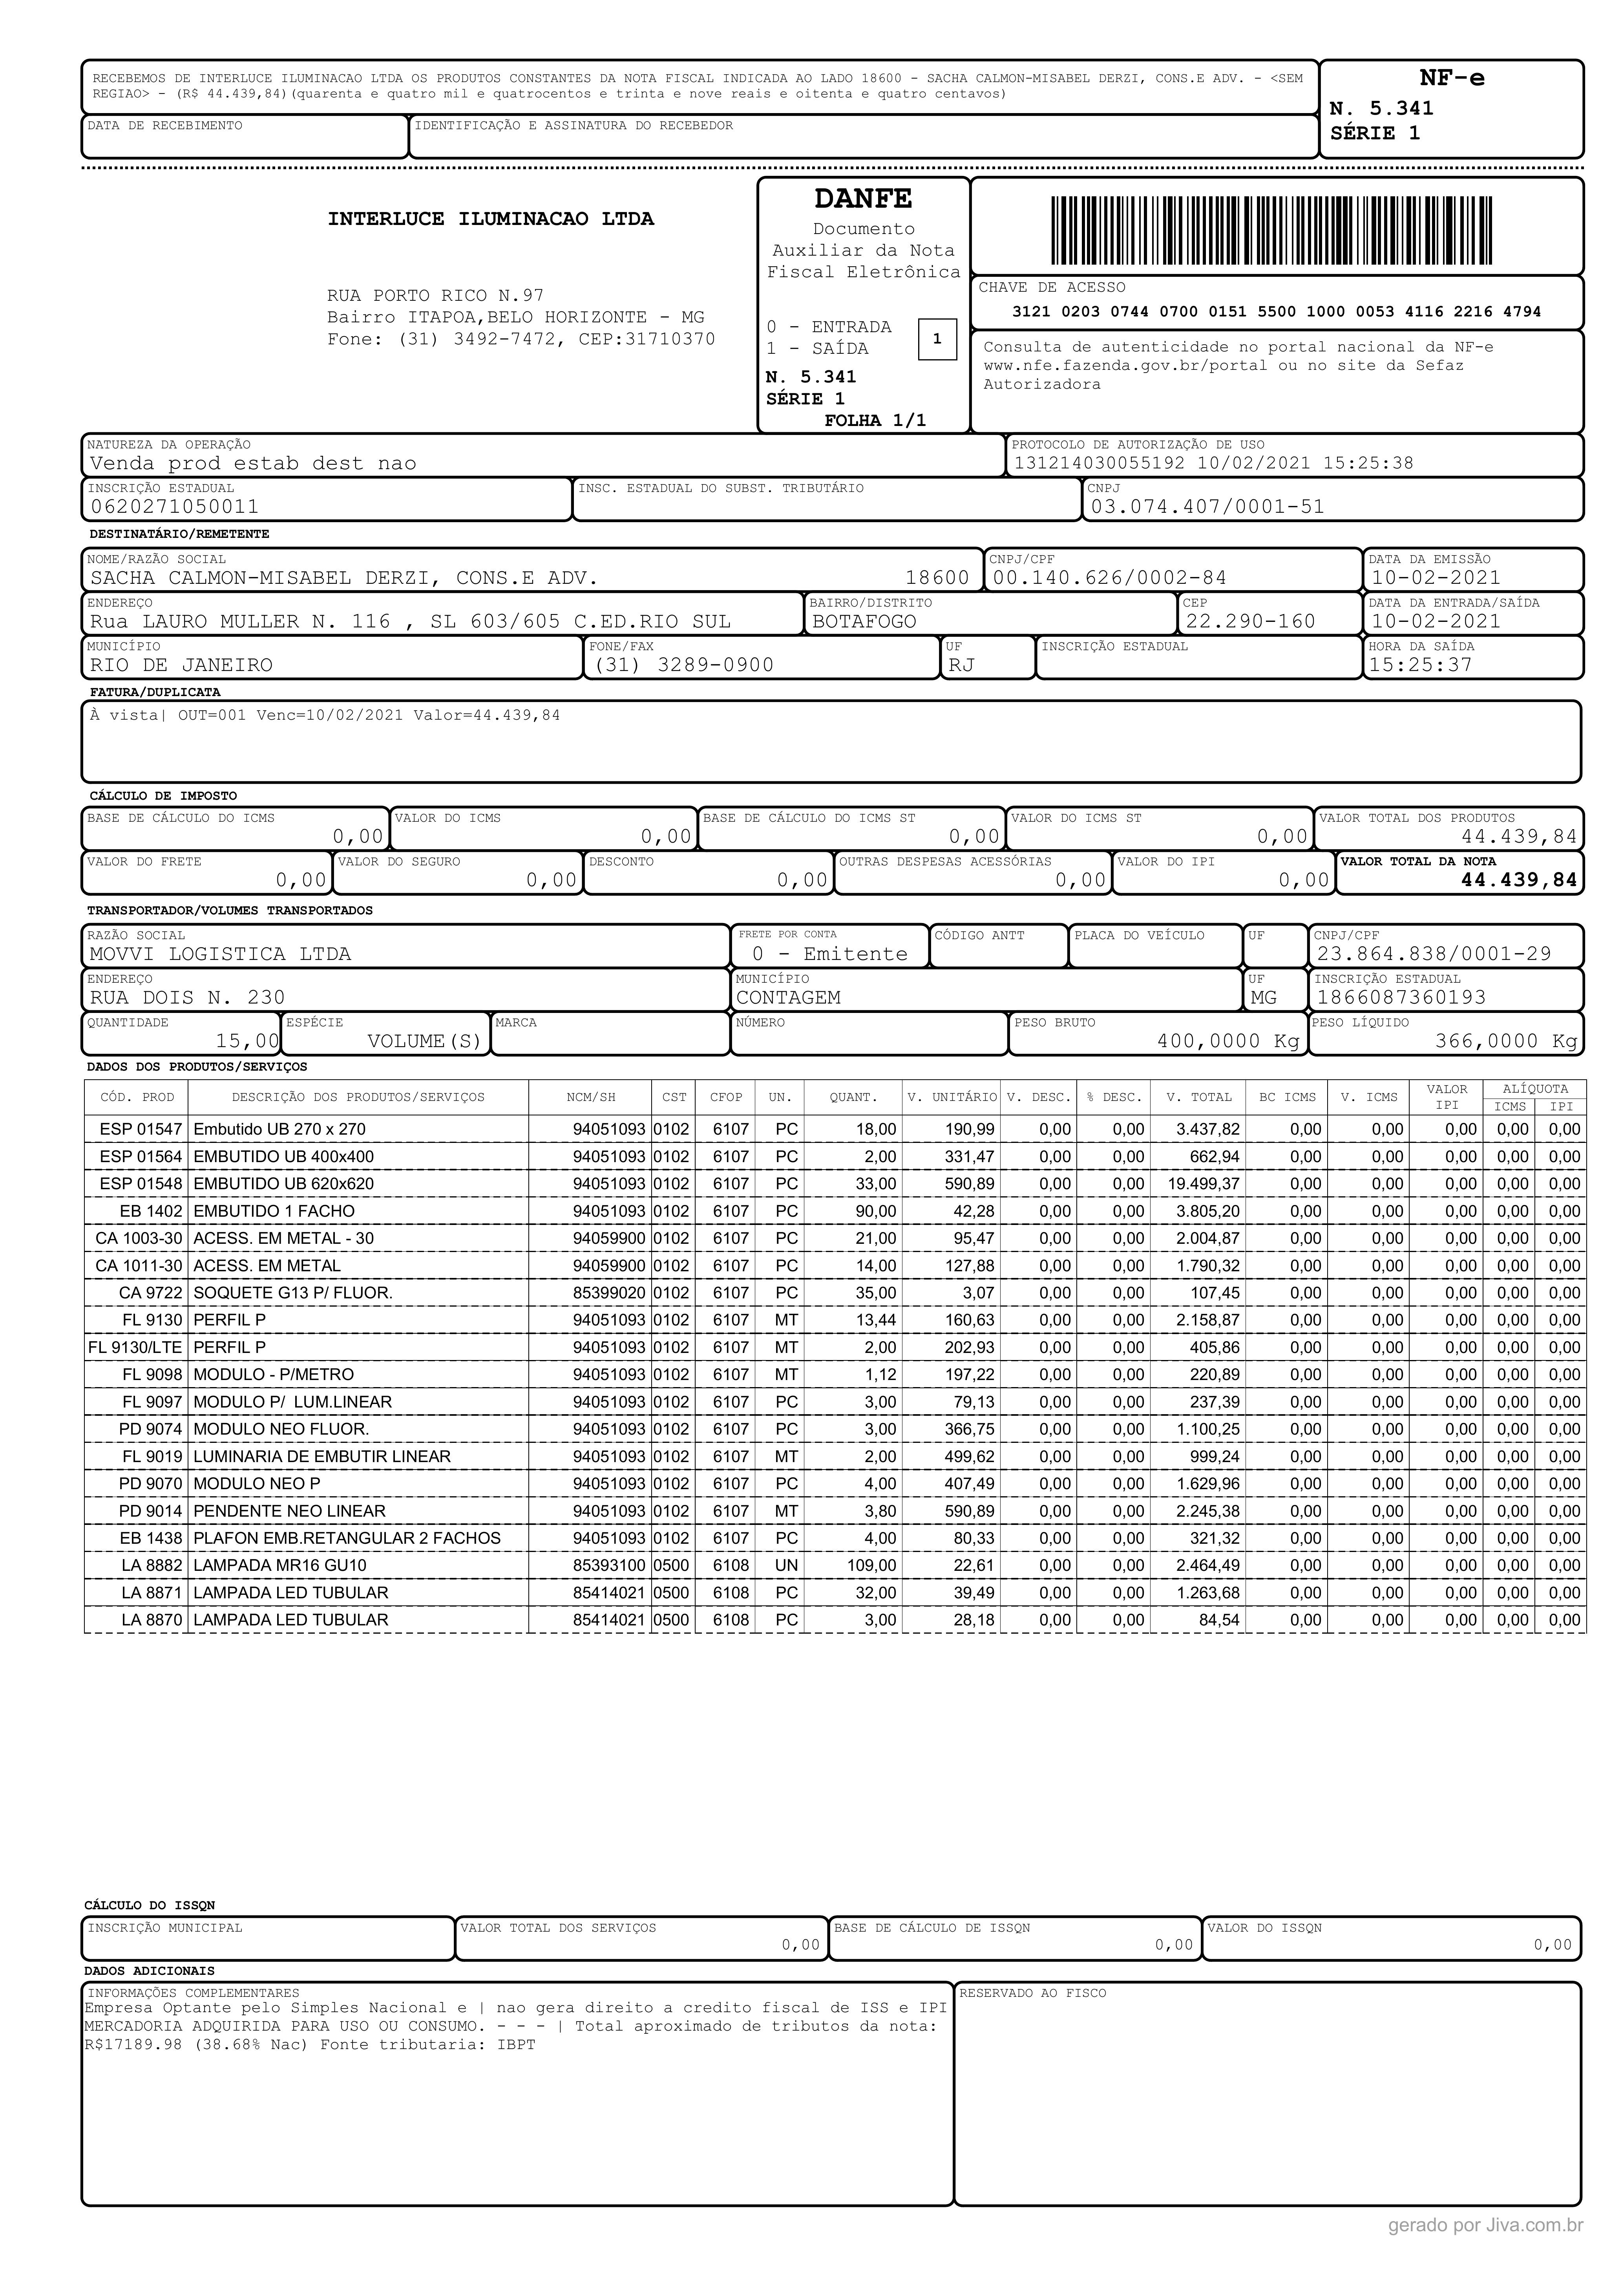 RECEBEMOS DE INTERLUCE ILUMINACAO LTDA OS PRODUTOS CONSTANTES DA NOTA FISCAL INDICADA AO LADO 18600 - SACHA CALMON-MISABEL DERZI, CONS.E ADV. - <SEM
REGIAO> - (R$ 44.439,84)(quarenta e quatro mil e quatrocentos e trinta e nove reais e oitenta e quatro centavos)
DATA DE RECEBIMENTO
IDENTIFICAÇÃO E ASSINATURA DO RECEBEDOR
NF-e
N. 5.341
SÉRIE 1
INTERLUCE ILUMINACAO LTDA
RUA PORTO RICO N.97
Bairro ITAPOA,BELO HORIZONTE - MG
Fone: (31) 3492-7472, CEP:31710370
DANFE
Documento
Auxiliar da Nota
Fiscal Eletrônica
0 - ENTRADA
1 - SAÍDA
1
N. 5.341
SÉRIE 1
FOLHA 1/1
CHAVE DE ACESSO
3121 0203 0744 0700 0151 5500 1000 0053 4116 2216 4794
Consulta de autenticidade no portal nacional da NF-e
www.nfe.fazenda.gov.br/portal ou no site da Sefaz
Autorizadora
NATUREZA DA OPERAÇÃO
Venda prod estab dest nao
PROTOCOLO DE AUTORIZAÇÃO DE USO
131214030055192 10/02/2021 15:25:38
INSCRIÇÃO ESTADUAL
0620271050011
INSC. ESTADUAL DO SUBST. TRIBUTÁRIO
CNPJ
03.074.407/0001-51
DESTINATÁRIO/REMETENTE
NOME/RAZÃO SOCIAL
SACHA CALMON-MISABEL DERZI, CONS.E ADV. 18600
CNPJ/CPF
00.140.626/0002-84
DATA DA EMISSÃO
10-02-2021
ENDEREÇO
Rua LAURO MULLER N. 116 , SL 603/605 C.ED.RIO SUL
BAIRRO/DISTRITO
BOTAFOGO
CEP
22.290-160
DATA DA ENTRADA/SAÍDA
10-02-2021
MUNICÍPIO
RIO DE JANEIRO
FONE/FAX
(31) 3289-0900
UF
RJ
INSCRIÇÃO ESTADUAL
HORA DA SAÍDA
15:25:37
FATURA/DUPLICATA
À vista| OUT=001 Venc=10/02/2021 Valor=44.439,84
CÁLCULO DE IMPOSTO
BASE DE CÁLCULO DO ICMS
0,00
VALOR DO ICMS
0,00
BASE DE CÁLCULO DO ICMS ST
0,00
VALOR DO ICMS ST
0,00
VALOR TOTAL DOS PRODUTOS
44.439,84
VALOR DO FRETE
0,00
VALOR DO SEGURO
0,00
DESCONTO
0,00
OUTRAS DESPESAS ACESSÓRIAS
0,00
VALOR DO IPI
0,00
VALOR TOTAL DA NOTA
44.439,84
TRANSPORTADOR/VOLUMES TRANSPORTADOS
RAZÃO SOCIAL
MOVVI LOGISTICA LTDA
FRETE POR CONTA
0 - Emitente
CÓDIGO ANTT
PLACA DO VEÍCULO
UF
CNPJ/CPF
23.864.838/0001-29
ENDEREÇO
RUA DOIS N. 230
MUNICÍPIO
CONTAGEM
UF
MG
INSCRIÇÃO ESTADUAL
1866087360193
QUANTIDADE
15,00
ESPÉCIE
VOLUME(S)
MARCA
NÚMERO
PESO BRUTO
400,0000 Kg
PESO LÍQUIDO
366,0000 Kg
DADOS DOS PRODUTOS/SERVIÇOS
CÓD. PROD DESCRIÇÃO DOS PRODUTOS/SERVIÇOS NCM/SH CST CFOP UN. QUANT. V. UNITÁRIO V. DESC. % DESC. V. TOTAL BC ICMS V. ICMS VALOR IPI ALÍQUOTA ICMS IPI
ESP 01547 Embutido UB 270 x 270 94051093 0102 6107 PC 18,00 190,99 0,00 0,00 3.437,82 0,00 0,00 0,00 0,00 0,00
ESP 01564 EMBUTIDO UB 400x400 94051093 0102 6107 PC 2,00 331,47 0,00 0,00 662,94 0,00 0,00 0,00 0,00 0,00
ESP 01548 EMBUTIDO UB 620x620 94051093 0102 6107 PC 33,00 590,89 0,00 0,00 19.499,37 0,00 0,00 0,00 0,00 0,00
EB 1402 EMBUTIDO 1 FACHO 94051093 0102 6107 PC 90,00 42,28 0,00 0,00 3.805,20 0,00 0,00 0,00 0,00 0,00
CA 1003-30 ACESS. EM METAL - 30 94059900 0102 6107 PC 21,00 95,47 0,00 0,00 2.004,87 0,00 0,00 0,00 0,00 0,00
CA 1011-30 ACESS. EM METAL 94059900 0102 6107 PC 14,00 127,88 0,00 0,00 1.790,32 0,00 0,00 0,00 0,00 0,00
CA 9722 SOQUETE G13 P/ FLUOR. 85399020 0102 6107 PC 35,00 3,07 0,00 0,00 107,45 0,00 0,00 0,00 0,00 0,00
FL 9130 PERFIL P 94051093 0102 6107 MT 13,44 160,63 0,00 0,00 2.158,87 0,00 0,00 0,00 0,00 0,00
FL 9130/LTE PERFIL P 94051093 0102 6107 MT 2,00 202,93 0,00 0,00 405,86 0,00 0,00 0,00 0,00 0,00
FL 9098 MODULO - P/METRO 94051093 0102 6107 MT 1,12 197,22 0,00 0,00 220,89 0,00 0,00 0,00 0,00 0,00
FL 9097 MODULO P/ LUM.LINEAR 94051093 0102 6107 PC 3,00 79,13 0,00 0,00 237,39 0,00 0,00 0,00 0,00 0,00
PD 9074 MODULO NEO FLUOR. 94051093 0102 6107 PC 3,00 366,75 0,00 0,00 1.100,25 0,00 0,00 0,00 0,00 0,00
FL 9019 LUMINARIA DE EMBUTIR LINEAR 94051093 0102 6107 MT 2,00 499,62 0,00 0,00 999,24 0,00 0,00 0,00 0,00 0,00
PD 9070 MODULO NEO P 94051093 0102 6107 PC 4,00 407,49 0,00 0,00 1.629,96 0,00 0,00 0,00 0,00 0,00
PD 9014 PENDENTE NEO LINEAR 94051093 0102 6107 MT 3,80 590,89 0,00 0,00 2.245,38 0,00 0,00 0,00 0,00 0,00
EB 1438 PLAFON EMB.RETANGULAR 2 FACHOS 94051093 0102 6107 PC 4,00 80,33 0,00 0,00 321,32 0,00 0,00 0,00 0,00 0,00
LA 8882 LAMPADA MR16 GU10 85393100 0500 6108 UN 109,00 22,61 0,00 0,00 2.464,49 0,00 0,00 0,00 0,00 0,00
LA 8871 LAMPADA LED TUBULAR 85414021 0500 6108 PC 32,00 39,49 0,00 0,00 1.263,68 0,00 0,00 0,00 0,00 0,00
LA 8870 LAMPADA LED TUBULAR 85414021 0500 6108 PC 3,00 28,18 0,00 0,00 84,54 0,00 0,00 0,00 0,00 0,00
CÁLCULO DO ISSQN
INSCRIÇÃO MUNICIPAL
VALOR TOTAL DOS SERVIÇOS
0,00
BASE DE CÁLCULO DE ISSQN
0,00
VALOR DO ISSQN
0,00
DADOS ADICIONAIS
INFORMAÇÕES COMPLEMENTARES
Empresa Optante pelo Simples Nacional e | nao gera direito a credito fiscal de ISS e IPI
MERCADORIA ADQUIRIDA PARA USO OU CONSUMO. - - - | Total aproximado de tributos da nota:
R$17189.98 (38.68% Nac) Fonte tributaria: IBPT
RESERVADO AO FISCO
gerado por Jiva.com.br